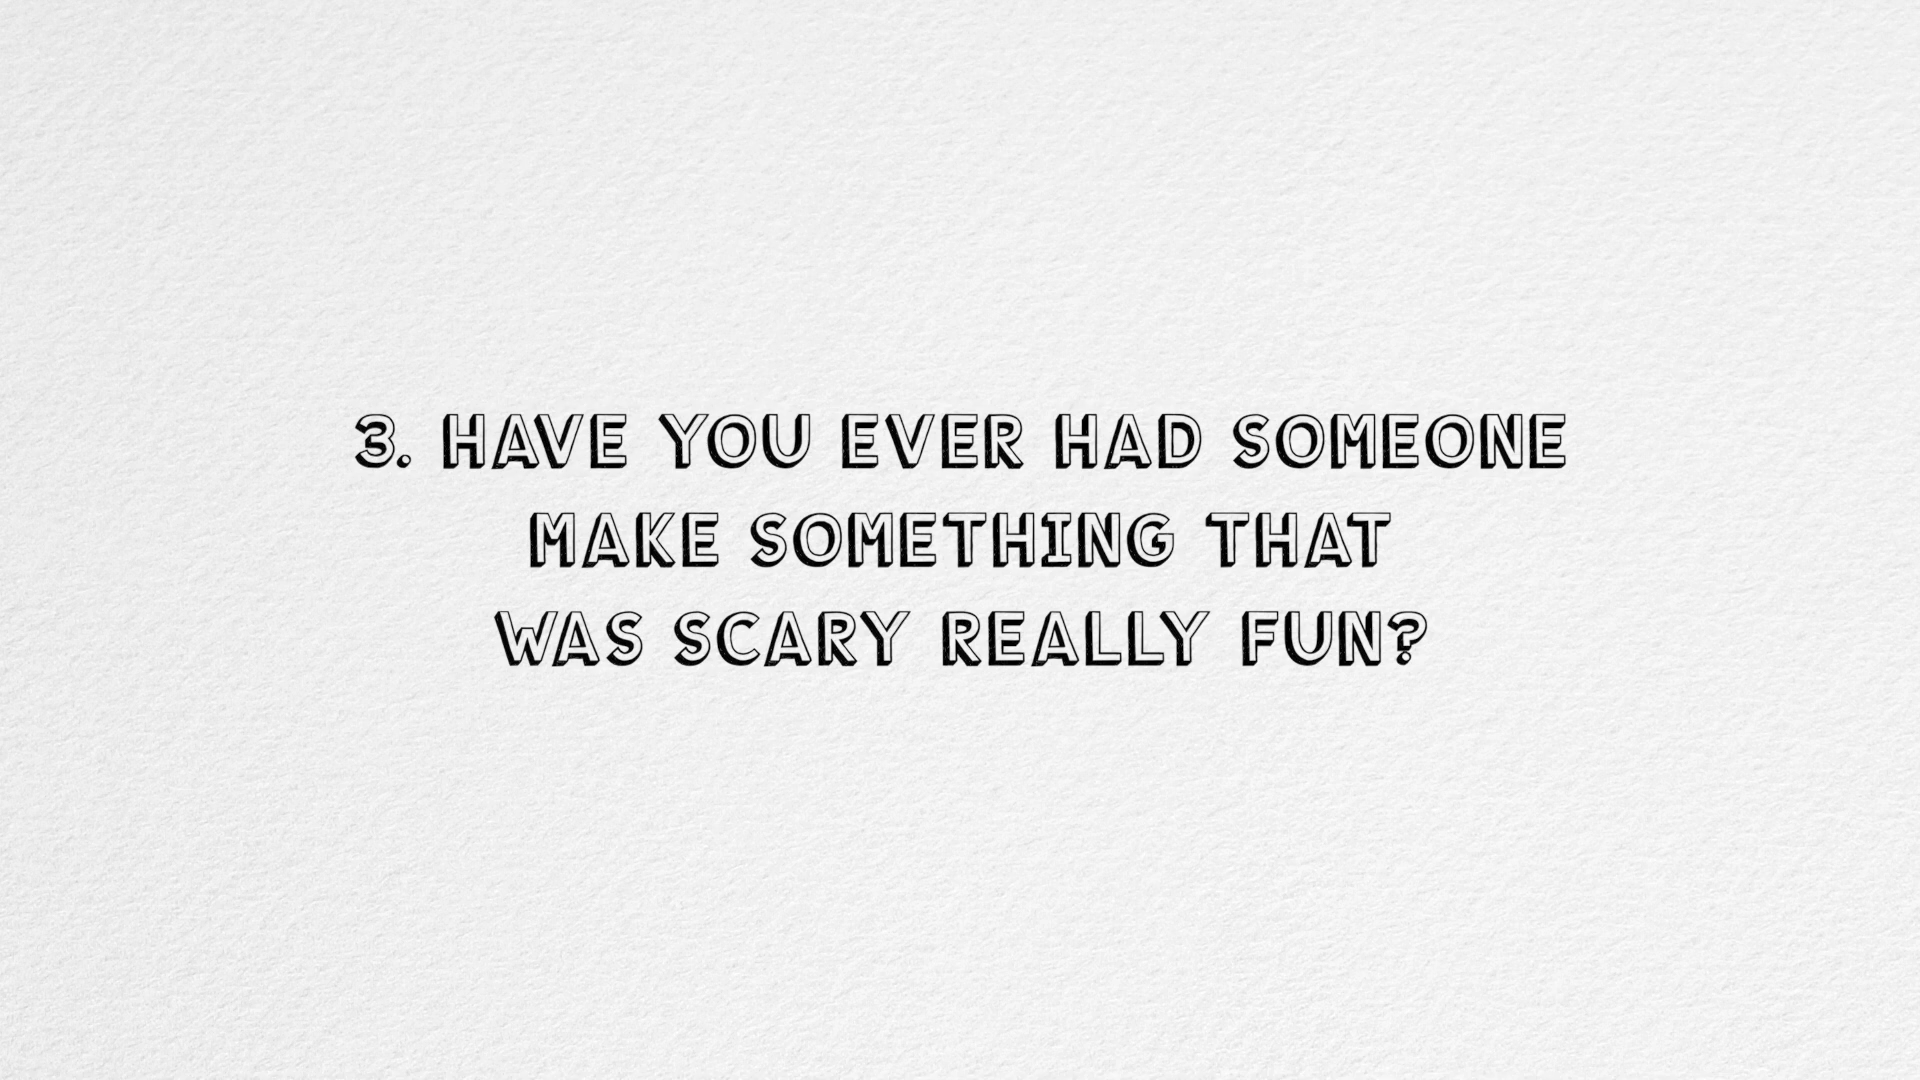 3. HAVE YOU EVER HAD SOMEONE
MAKE SOMETHING THAT
WAS SCARY REALLY FUN?